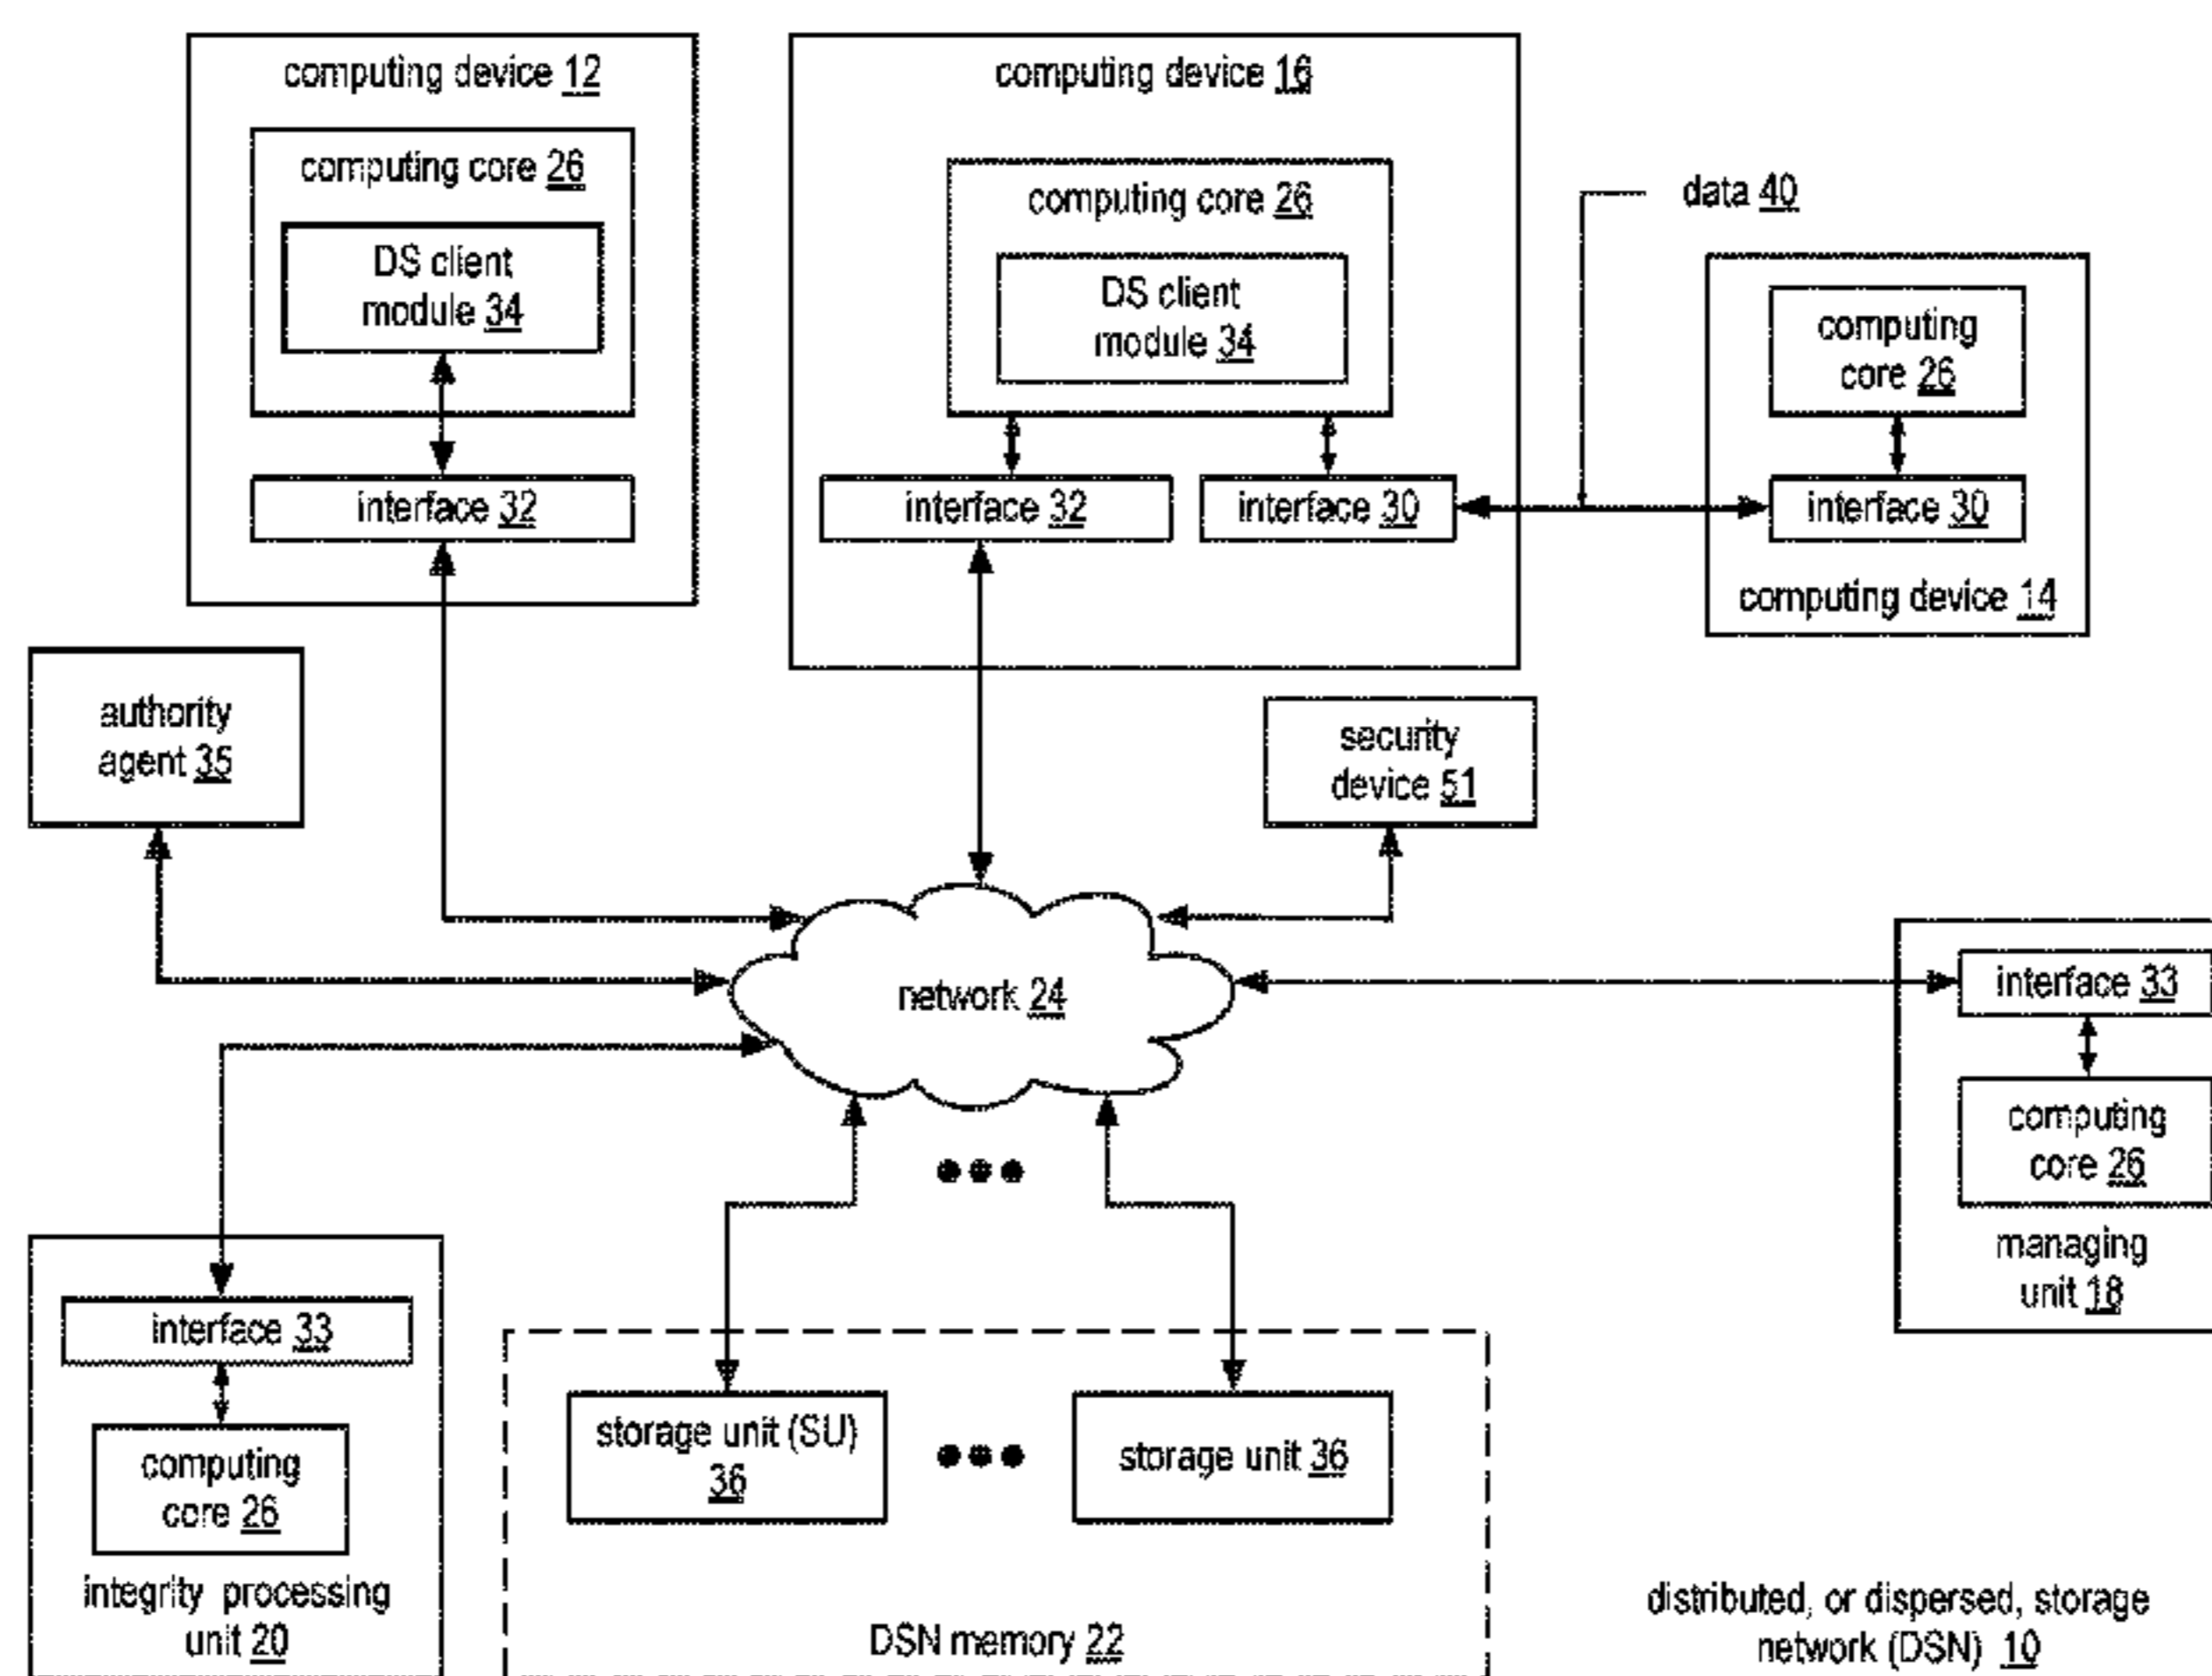 computing device 12
computing core 26
DS client
module 34
interface 32
computing device 16
computing core 26
DS client
module 34
interface 32
interface 30
data 40
computing
core 26
interface 30
computing device 14
authority
agent 35
security
device 51
network 24
interface 33
computing
core 26
managing
unit 18
interface 33
computing
core 26
integrity processing
unit 20
storage unit (SU)
36
storage unit 36
DSN memory 22
distributed, or dispersed, storage
network (DSN) 10